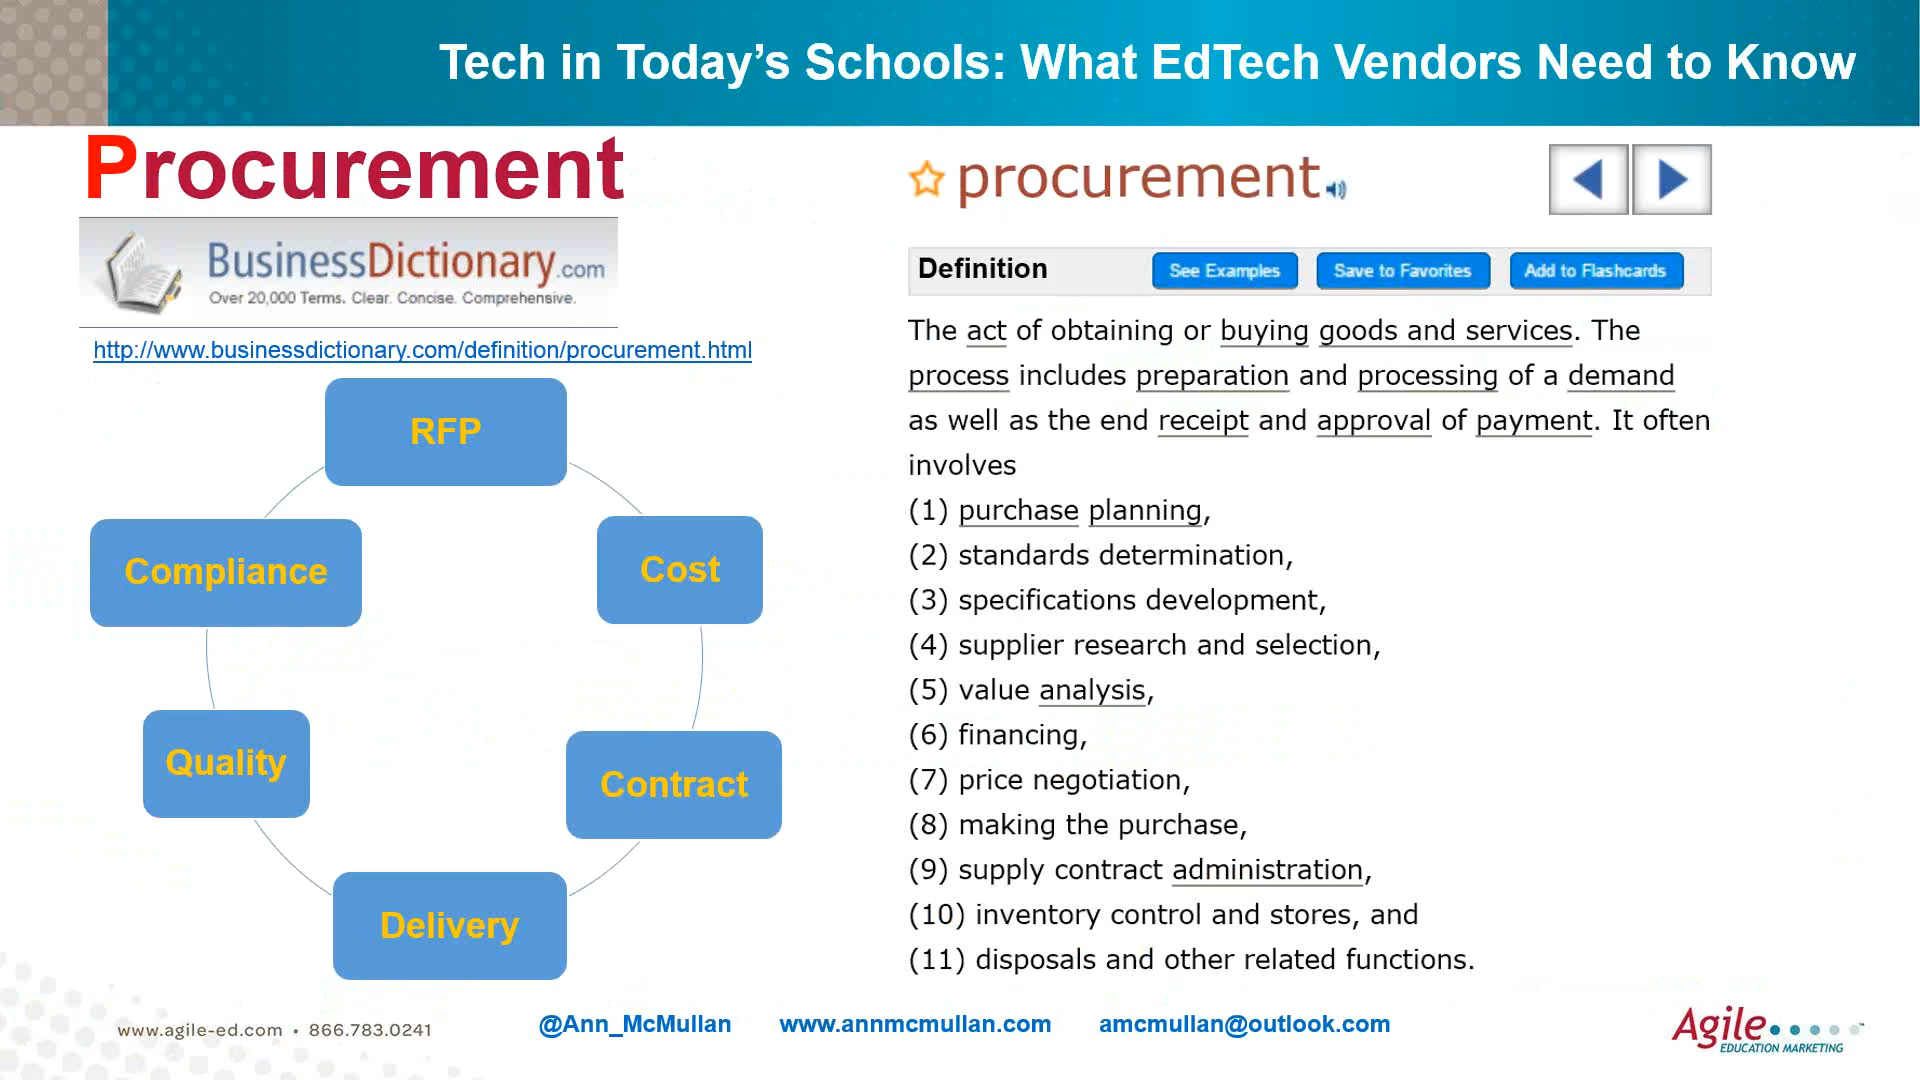 Tech in Today’s Schools: What EdTech Vendors Need to Know
Procurement
BusinessDictionary.com
Over 20,000 Terms. Clear. Concise. Comprehensive.
http://www.businessdictionary.com/definition/procurement.html
RFP
Cost
Contract
Delivery
Quality
Compliance
procurement
Definition
See Examples
Save to Favorites
Add to Flashcards
The act of obtaining or buying goods and services. The
process includes preparation and processing of a demand
as well as the end receipt and approval of payment. It often
involves
(1) purchase planning,
(2) standards determination,
(3) specifications development,
(4) supplier research and selection,
(5) value analysis,
(6) financing,
(7) price negotiation,
(8) making the purchase,
(9) supply contract administration,
(10) inventory control and stores, and
(11) disposals and other related functions.
www.agile-ed.com • 866.783.0241
@Ann_McMullan
www.annmcmullan.com
amcmullan@outlook.com
Agile
EDUCATION MARKETING